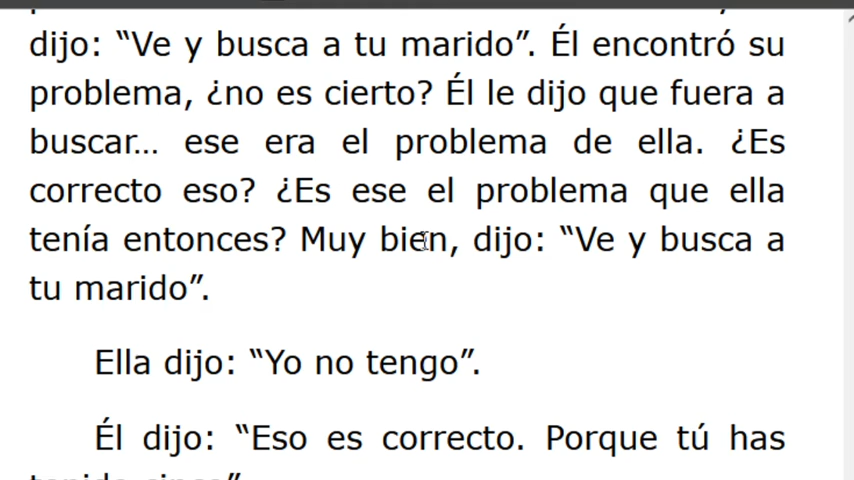 dijo: “Ve y busca a tu marido”. Él encontró su
problema, ¿no es cierto? Él le dijo que fuera a
buscar… ese era el problema de ella. ¿Es
correcto eso? ¿Es ese el problema que ella
tenía entonces? Muy bien, dijo: “Ve y busca a
tu marido”.
Ella dijo: “Yo no tengo”.
Él dijo: “Eso es correcto. Porque tú has